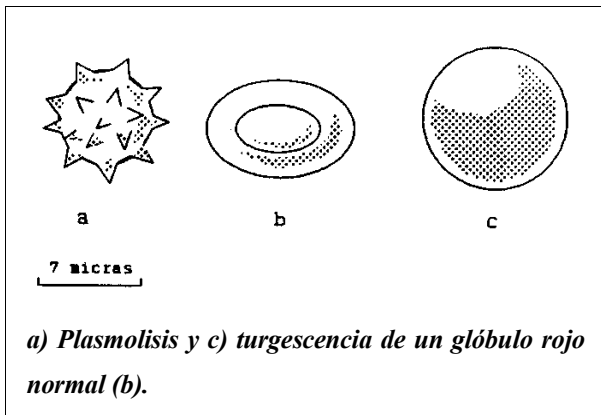 a b c
7 micras
a) Plasmolisis y c) turgescencia de un glóbulo rojo
normal (b).